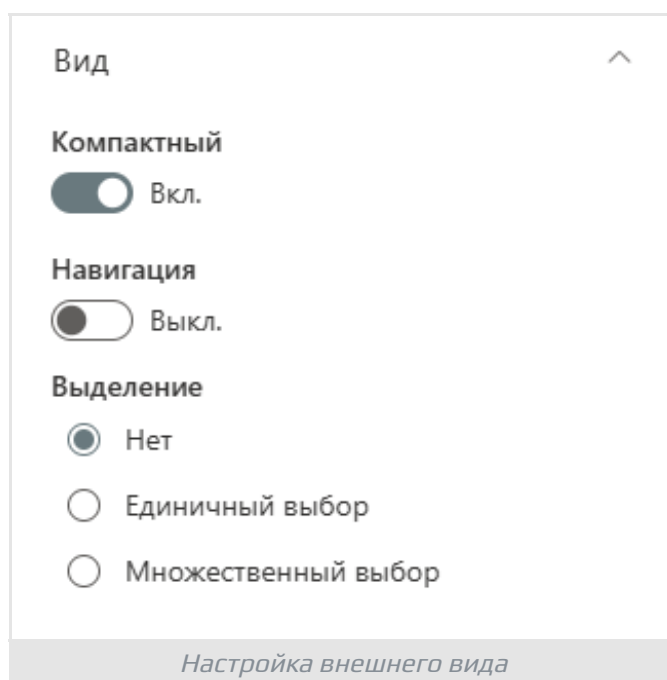 Вид
Компактный
Вкл.
Навигация
Выкл.
Выделение
Нет
Единичный выбор
Множественный выбор
Настройка внешнего вида